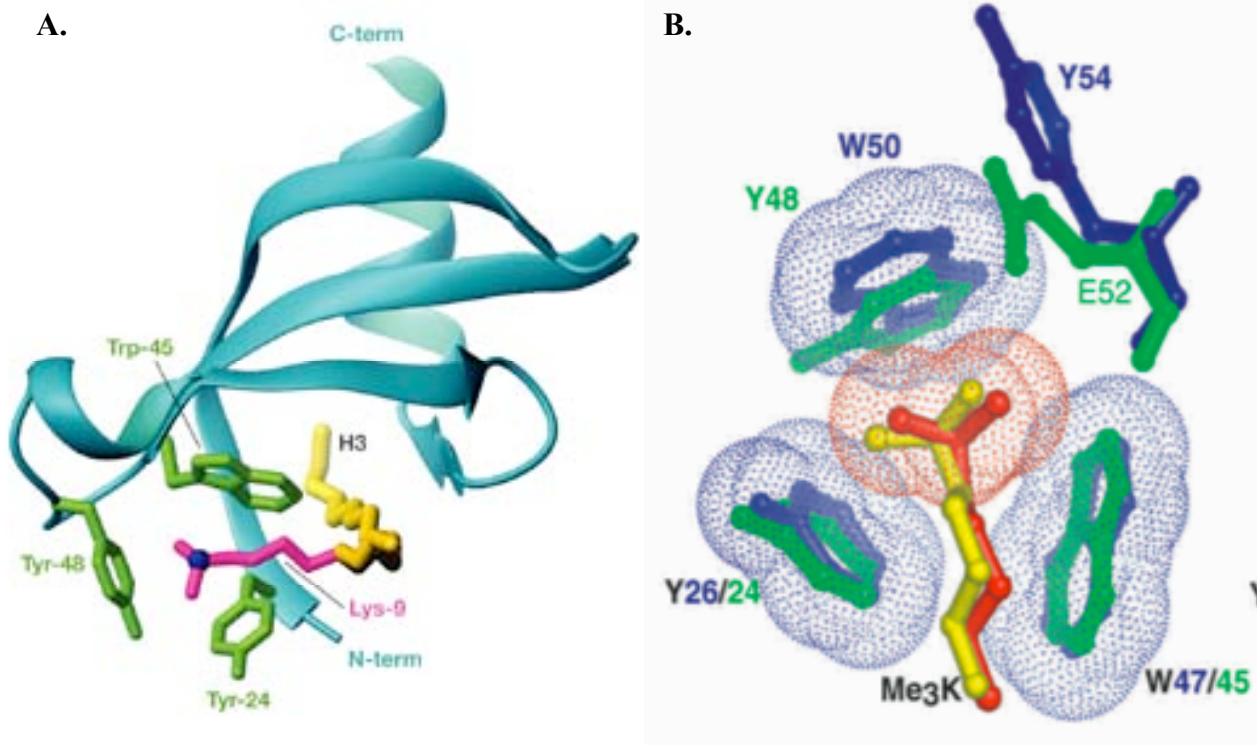 A.
C-term
Trp-45
H3
Tyr-48
Lys-9
N-term
Tyr-24
B.
Y54
W50
Y48
E52
Y26/24
Y
Me3K
W47/45